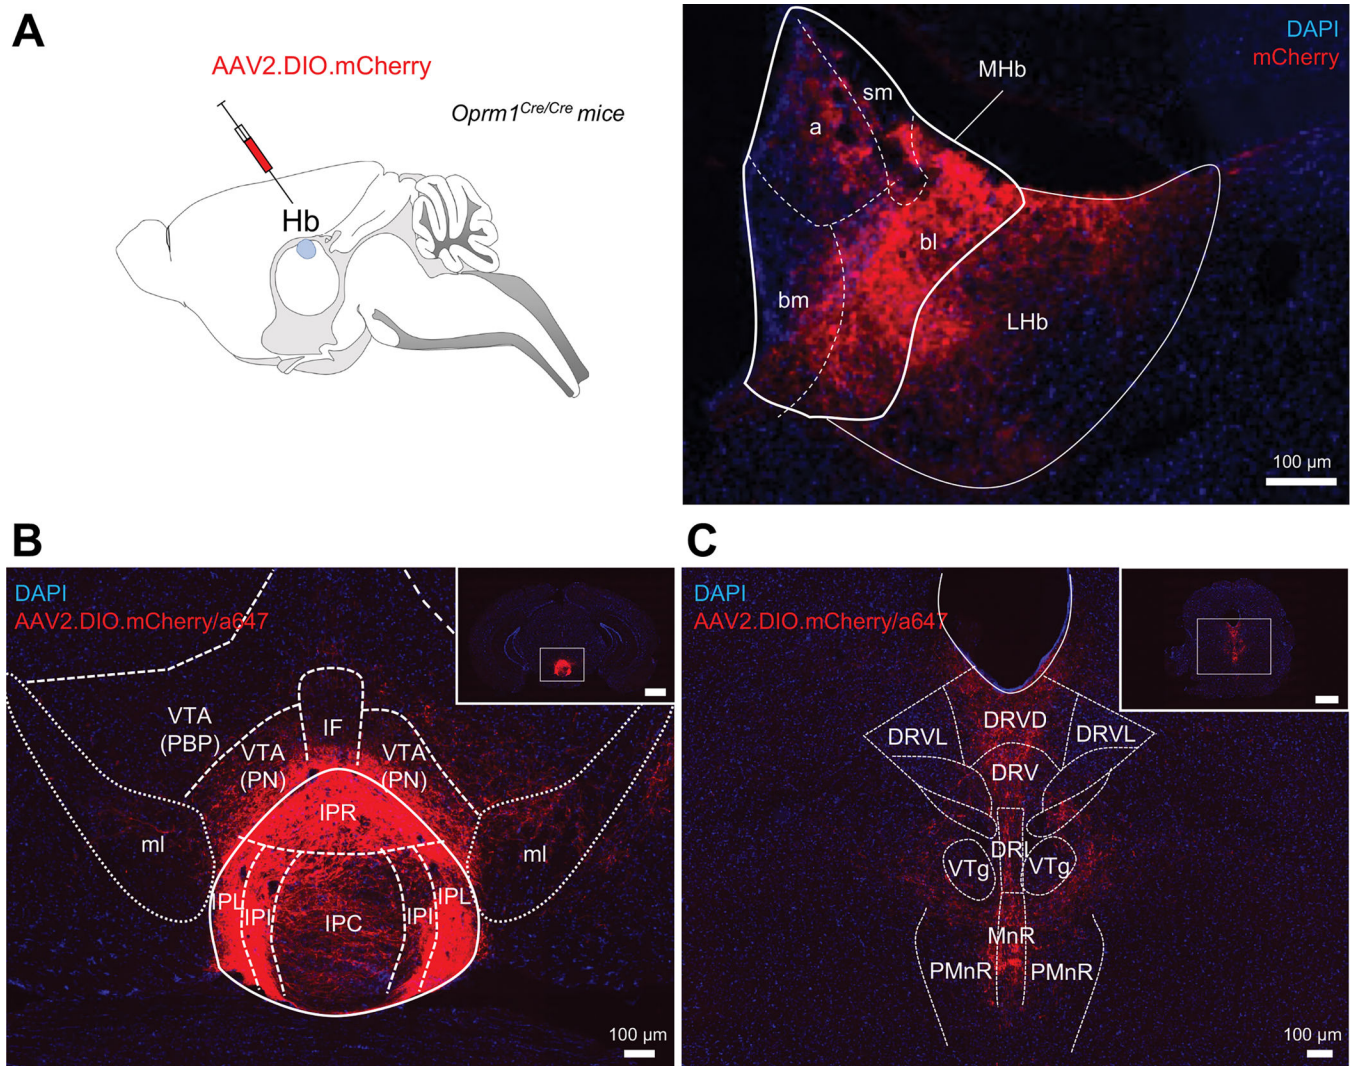 A
AAV2.DIO.mCherry
Oprm1Cre/Cre mice
Hb
DAPI
mCherry
MHb
sm
a
bl
bm
LHb
100 µm
B
DAPI
AAV2.DIO.mCherry/a647
VTA
(PBP)
IF
VTA
(PN)
VTA
(PN)
IPR
ml
ml
IPL
IPI
IPC
IPI
IPL
100 µm
C
DAPI
AAV2.DIO.mCherry/a647
DRVD
DRVL
DRVL
DRV
DRI
VTg
VTg
MnR
PMnR
PMnR
100 µm